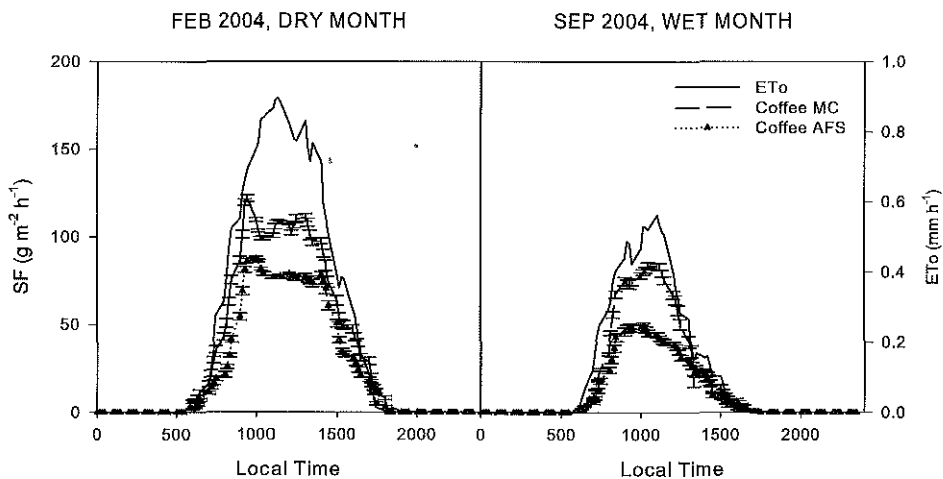 FEB 2004, DRY MONTH
SEP 2004, WET MONTH
200
150
100
50
0
SF (g m-2 h-1)
0 500 1000 1500 2000
Local Time
ETo
Coffee MC
Coffee AFS
0 500 1000 1500 2000
Local Time
1.0
0.8
0.6
0.4
0.2
0.0
ETo (mm h-1)